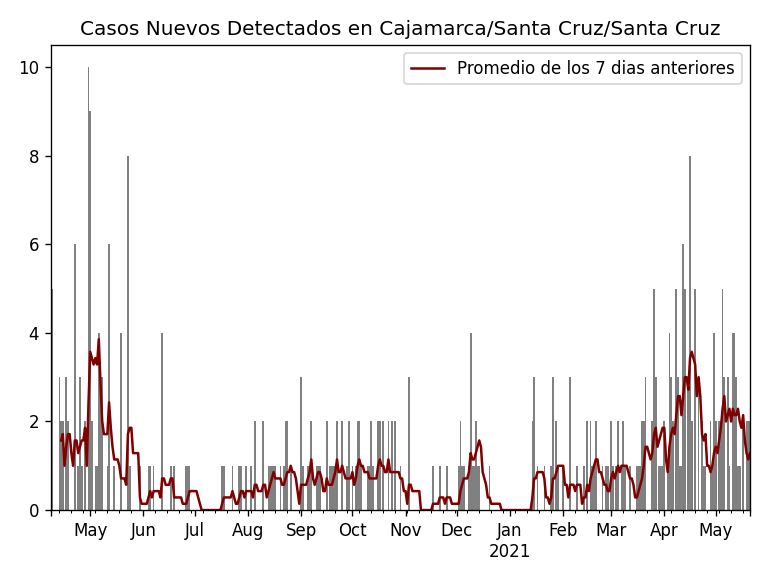 Casos Nuevos Detectados en Cajamarca/Santa Cruz/Santa Cruz
Promedio de los 7 dias anteriores
10
8
6
4
2
0
May Jun Jul Aug Sep Oct Nov Dec Jan Feb Mar Apr May
2021